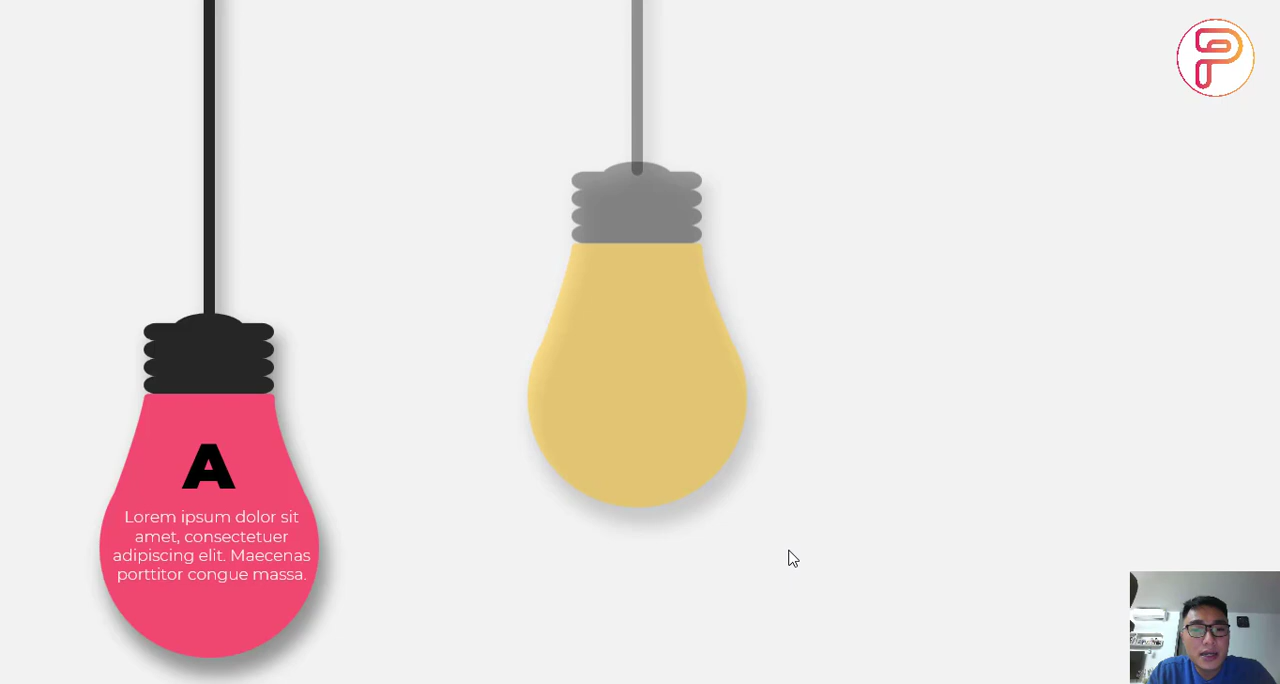 A
Lorem ipsum dolor sit
amet, consectetuer
adipiscing elit. Maecenas
porttitor congue massa.